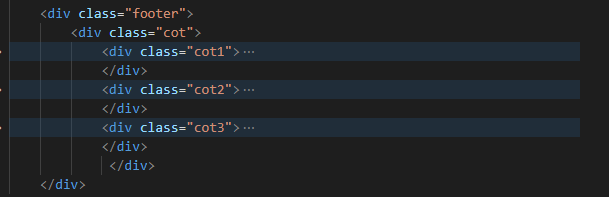 <div class="footer">
<div class="cot">
<div class="cot1">···
</div>
<div class="cot2">···
</div>
<div class="cot3">···
</div>
</div>
</div>